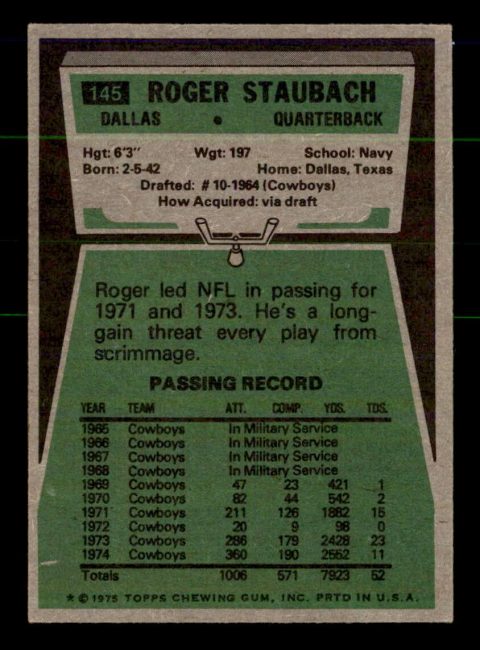 145 ROGER STAUBACH
DALLAS • QUARTERBACK
Hgt: 6'3" Wgt: 197 School: Navy
Born: 2-5-42 Home: Dallas, Texas
Drafted: #10-1964 (Cowboys)
How Acquired: via draft
Roger led NFL in passing for
1971 and 1973. He's a long-
gain threat every play from
scrimmage.
PASSING RECORD
YEAR TEAM ATT. COMP. YDS. TDS.
1965 Cowboys In Military Service
1966 Cowboys In Military Service
1967 Cowboys In Military Service
1968 Cowboys In Military Service
1969 Cowboys 47 23 421 1
1970 Cowboys 82 44 542 2
1971 Cowboys 211 126 1882 15
1972 Cowboys 20 9 98 0
1973 Cowboys 286 179 2428 23
1974 Cowboys 360 190 2552 11
Totals 1006 571 7923 52
* © 1975 TOPPS CHEWING GUM, INC. PRTD IN U.S.A.